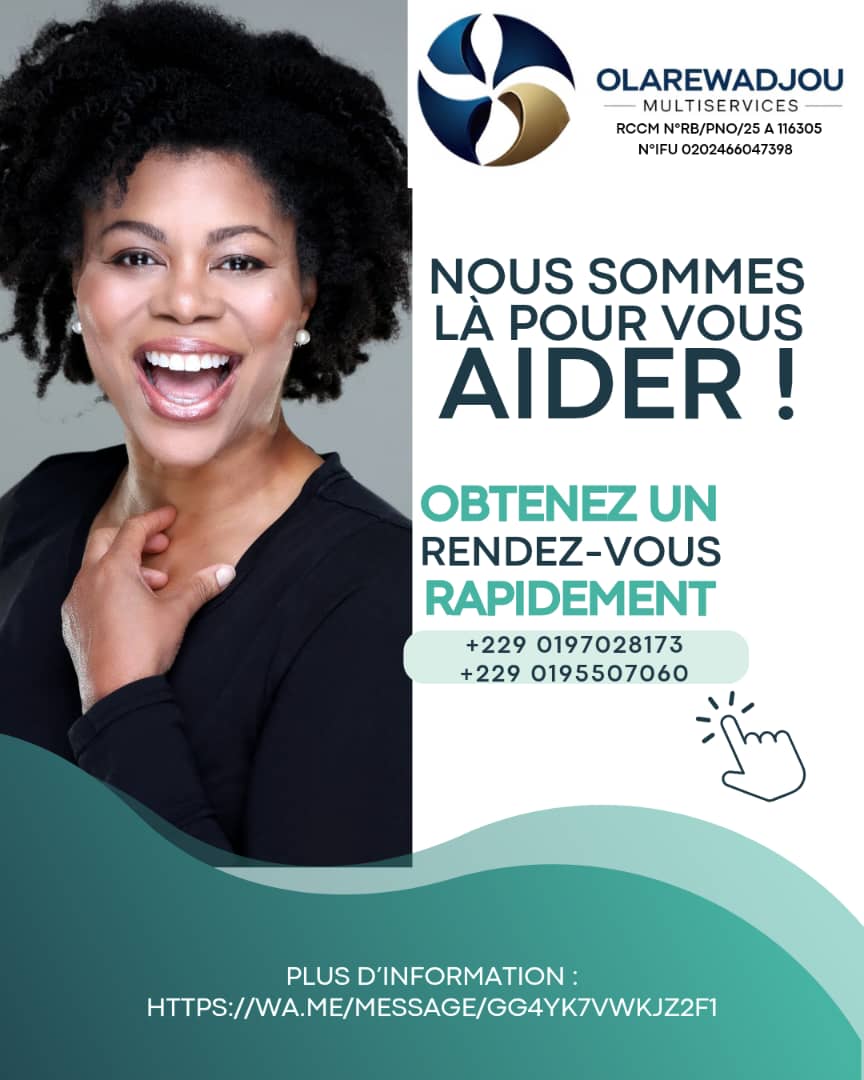 OLAREWADJOU
MULTISERVICES
RCCM N°RB/PNO/25 A 116305
N°IFU 0202466047398
NOUS SOMMES
LÀ POUR VOUS
AIDER !
OBTENEZ UN
RENDEZ-VOUS
RAPIDEMENT
+229 0197028173
+229 0195507060
PLUS D'INFORMATION :
HTTPS://WA.ME/MESSAGE/GG4YK7VWKJZ2F1